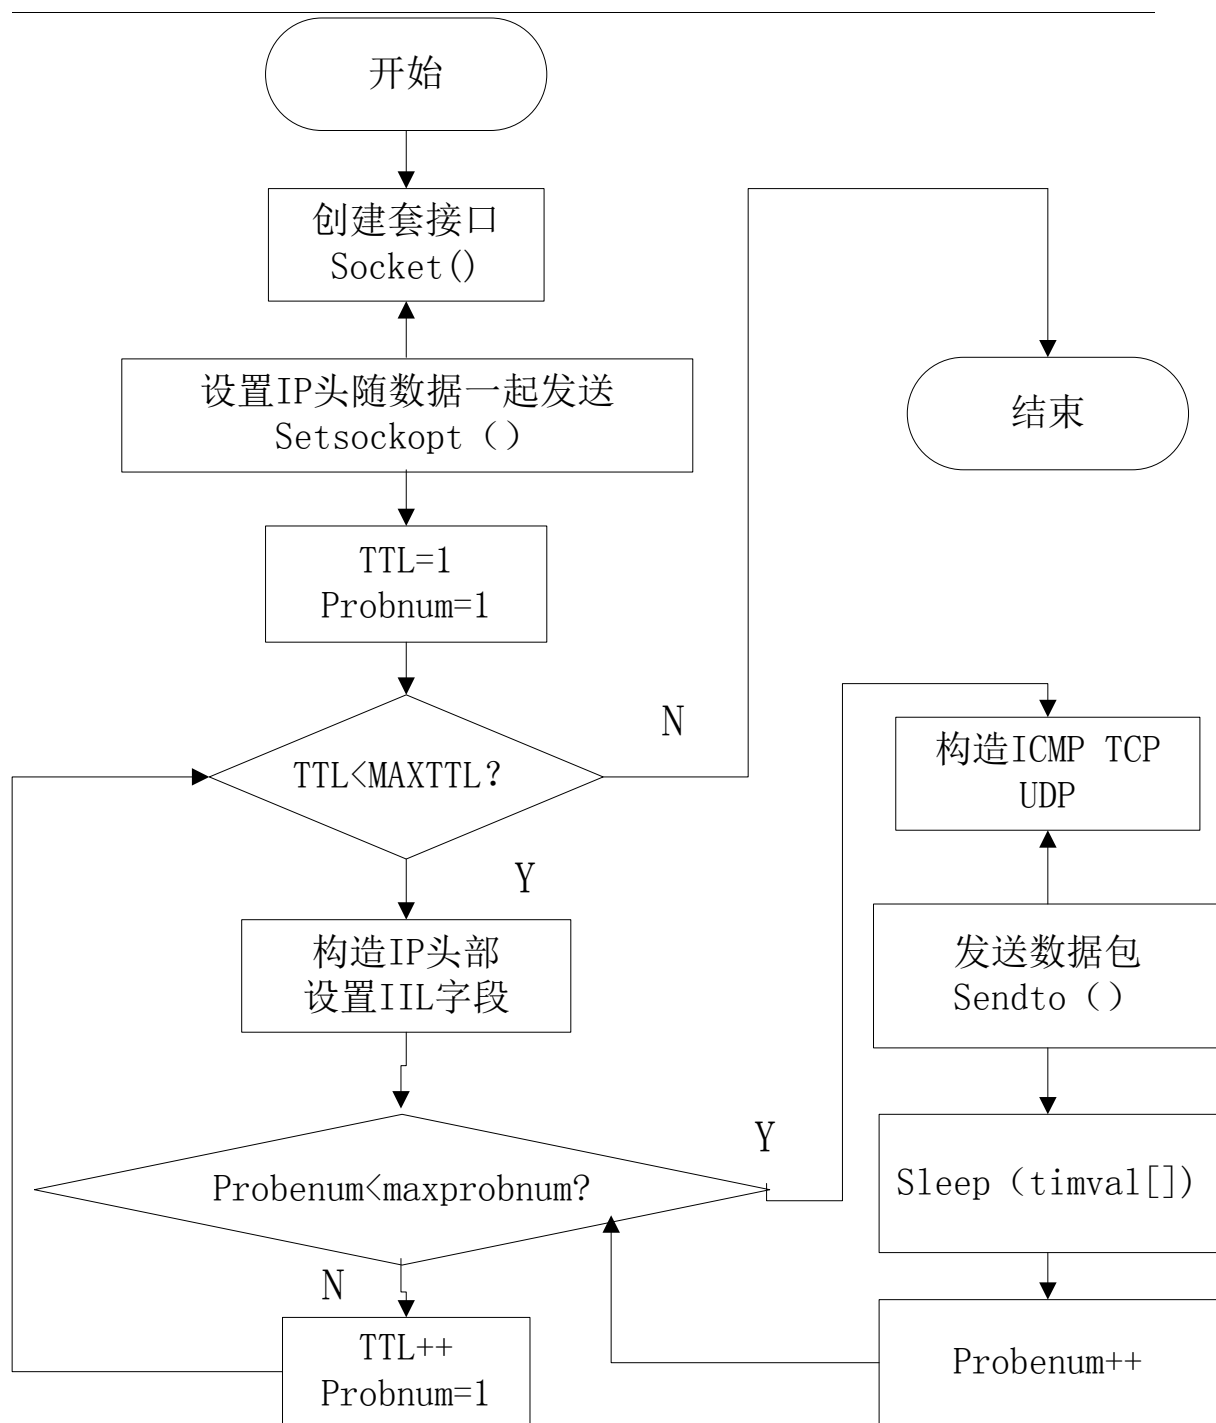 开始
创建套接口
Socket()
设置IP头随数据一起发送
Setsockopt（）
结束
TTL=1
Probnum=1
N
TTL<MAXTTL？
构造ICMP TCP
UDP
Y
构造IP头部
设置IIL字段
发送数据包
Sendto（）
Y
Probenum<maxprobnum?
Sleep（timval[]）
N
TTL++
Probnum=1
Probenum++